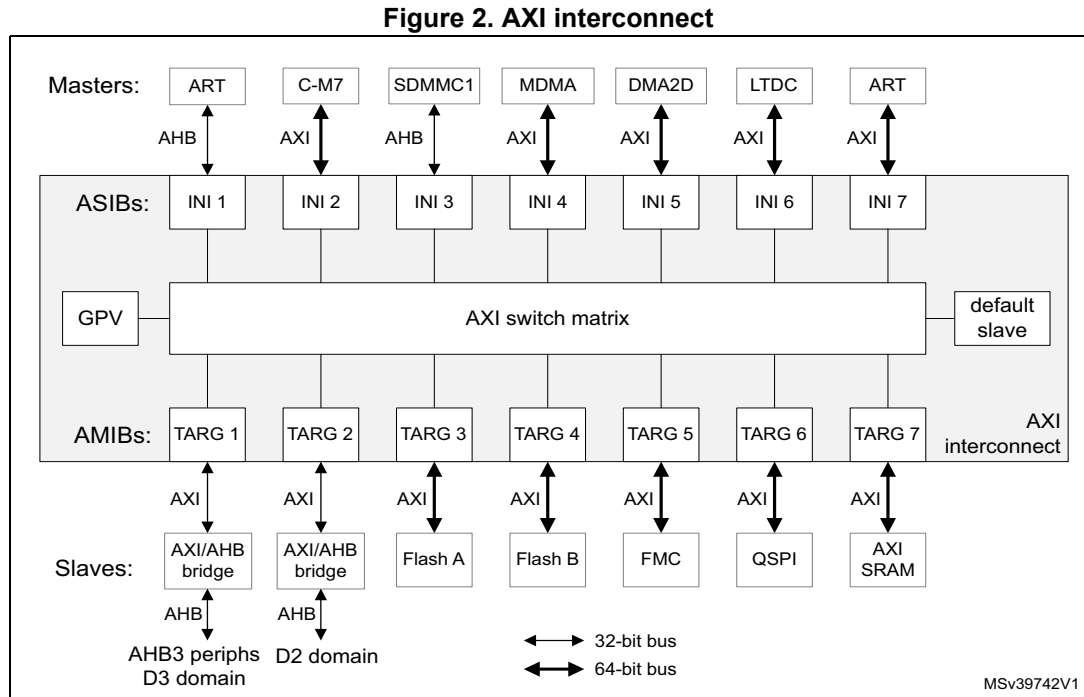 Figure 2. AXI interconnect
Masters: ART C-M7 SDMMC1 MDMA DMA2D LTDC ART
AHB AXI AHB AXI AXI AXI AXI
ASIBs: INI 1 INI 2 INI 3 INI 4 INI 5 INI 6 INI 7
GPV AXI switch matrix default
slave
AMIBs: TARG 1 TARG 2 TARG 3 TARG 4 TARG 5 TARG 6 TARG 7
AXI
interconnect
AXI AXI AXI AXI AXI AXI AXI
Slaves: AXI/AHB
bridge
AXI/AHB
bridge
Flash A Flash B FMC QSPI AXI
SRAM
AHB AHB
AHB3 periphs
D3 domain
D2 domain
32-bit bus
64-bit bus
MSv39742V1